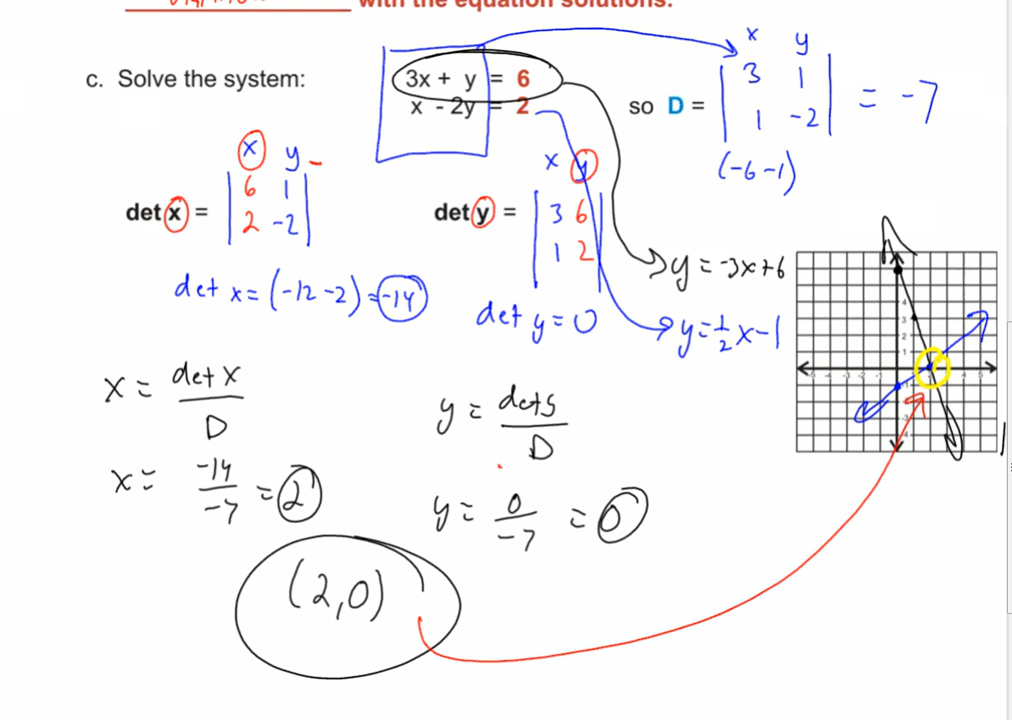 with the equation solutions.
c. Solve the system:
3x + y = 6
x - 2y = 2
so D =
x y
3 1
1 -2
= -7
(-6-1)
x y
det x =
6 1
2 -2
x y
det y =
3 6
1 2
y = -3x+6
det x = (-12-2) = -14
det y = 0
y = 1/2 x - 1
x = det x / D
y = det y / D
x = -14 / -7 = 2
y = 0 / -7 = 0
(2,0)